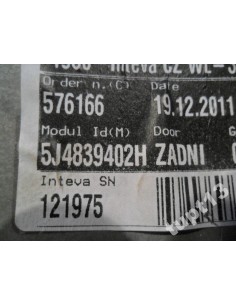 Inteva CZ
Order n.(C) Date
576166 19.12.2011
Modul Id(M) Door
5J4839402H ZADNI
Inteva SN
121975